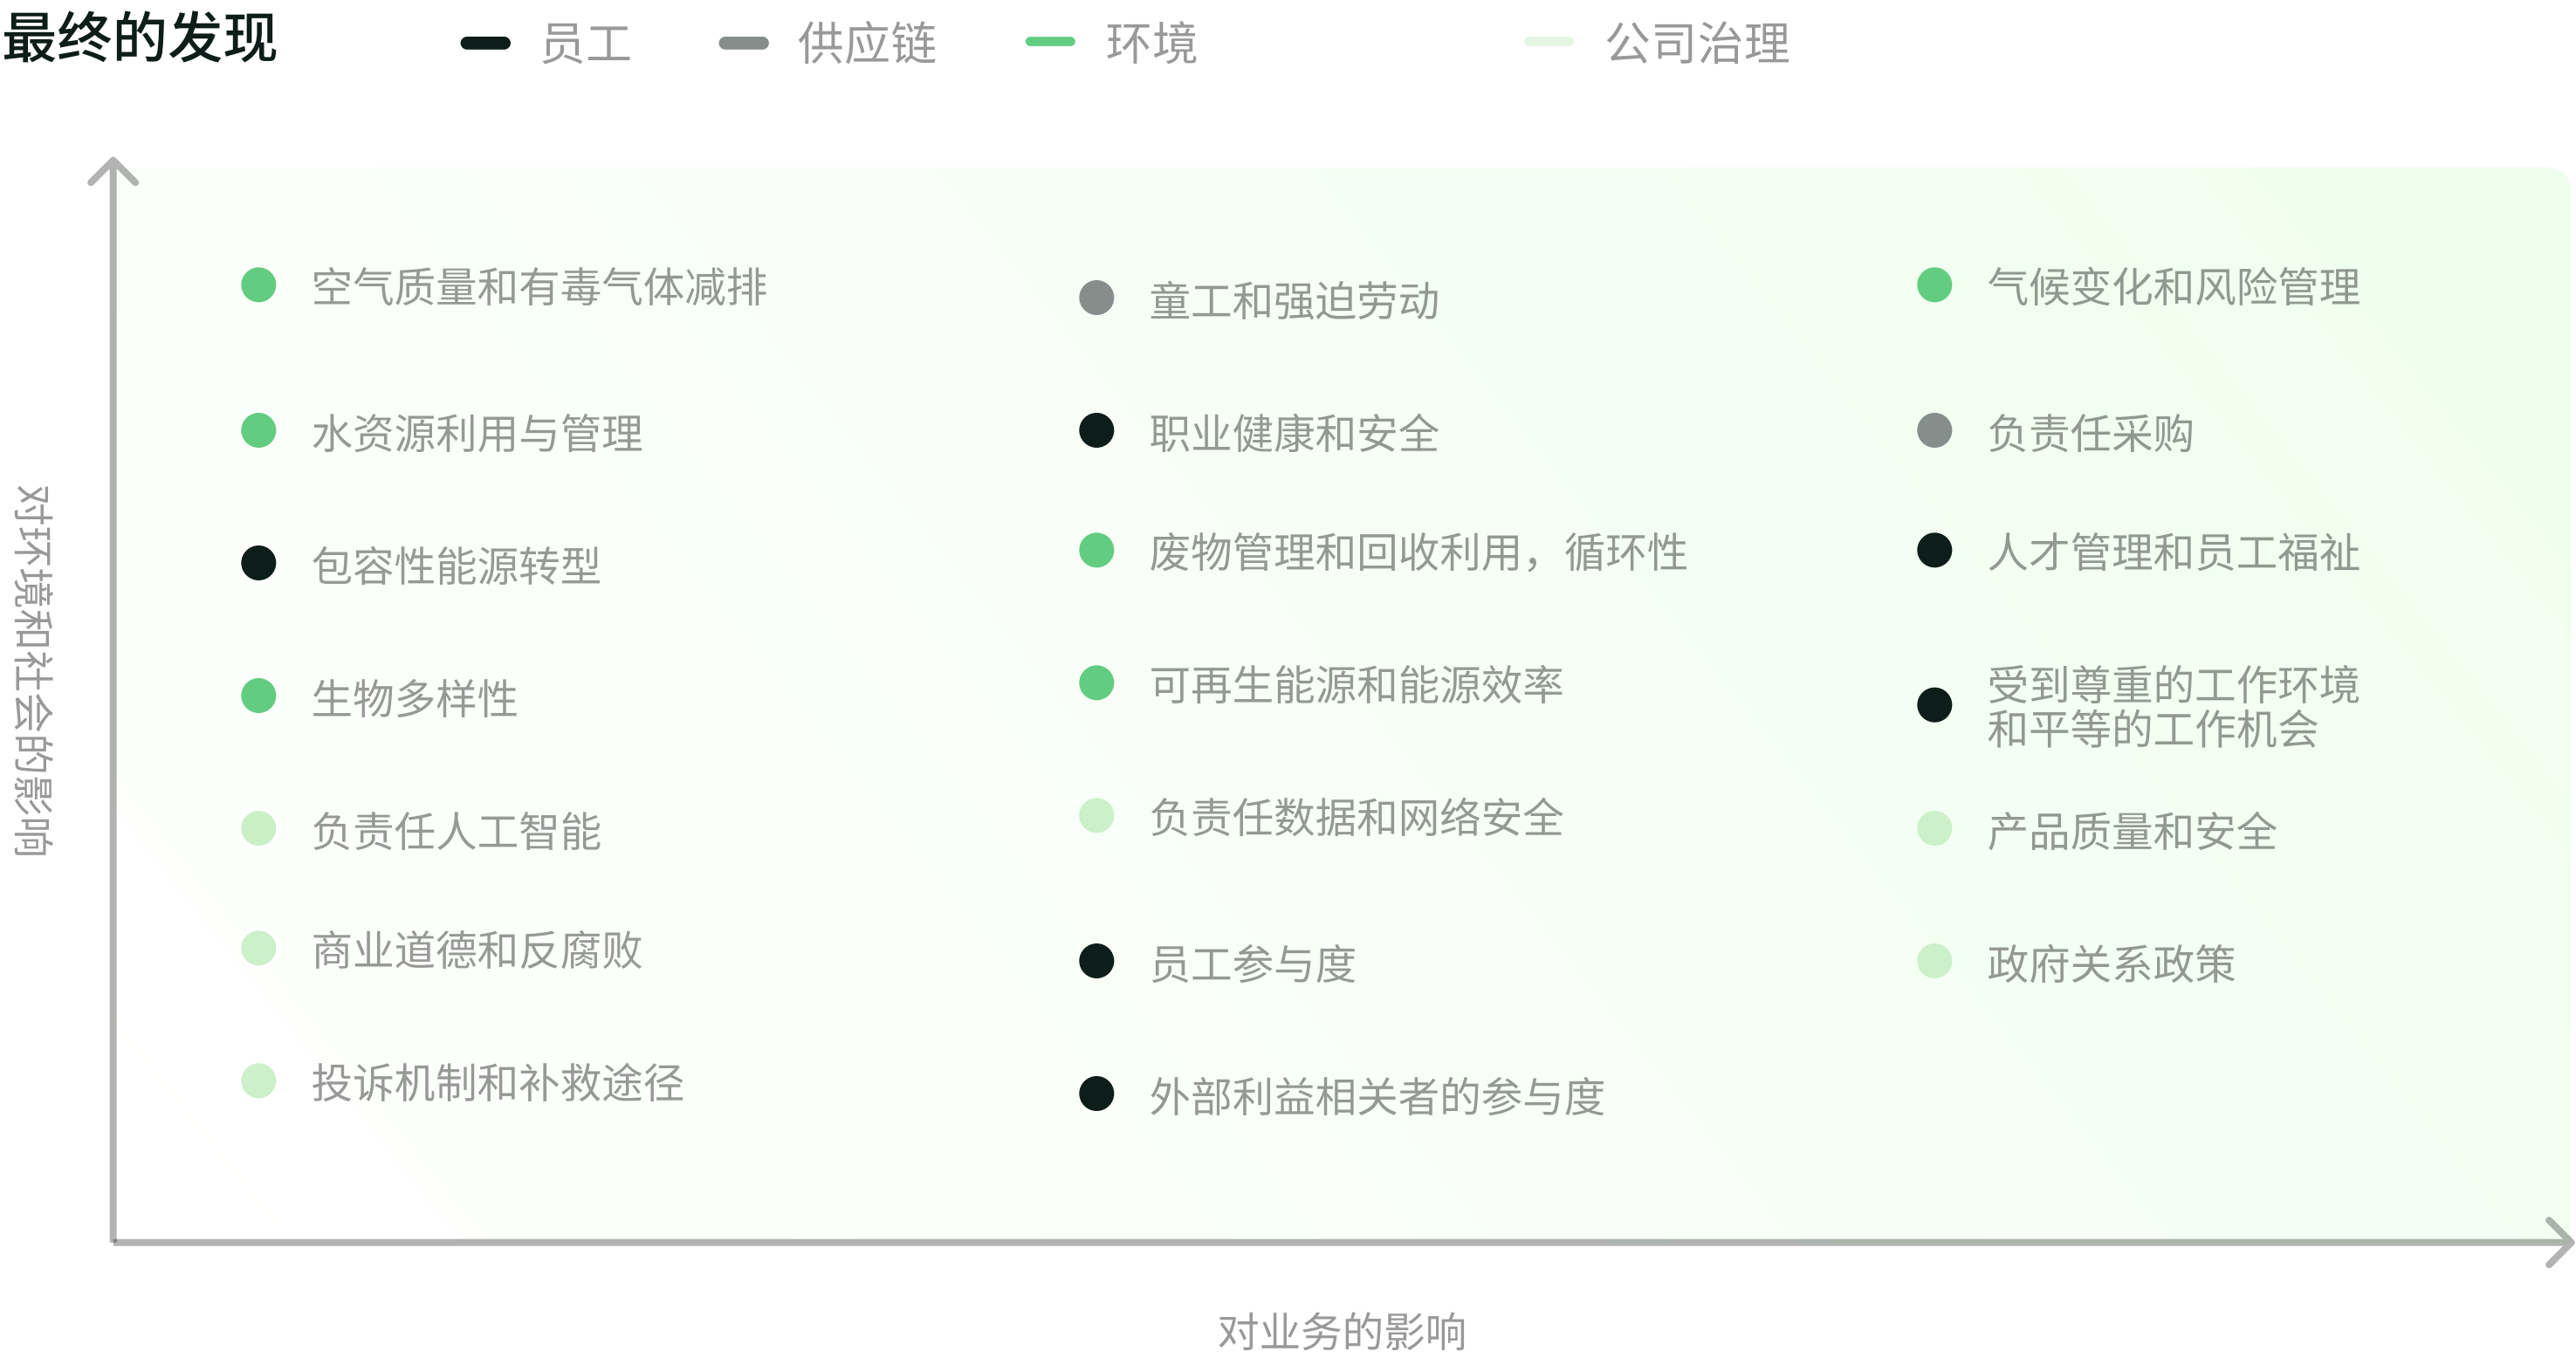 最终的发现
员工
供应链
环境
公司治理
对环境和社会的影响
空气质量和有毒气体减排
水资源利用与管理
包容性能源转型
生物多样性
负责任人工智能
商业道德和反腐败
投诉机制和补救途径
童工和强迫劳动
职业健康和安全
废物管理和回收利用，循环性
可再生能源和能源效率
负责任数据和网络安全
员工参与度
外部利益相关者的参与度
气候变化和风险管理
负责任采购
人才管理和员工福祉
受到尊重的工作环境
和平等的工作机会
产品质量和安全
政府关系政策
对业务的影响